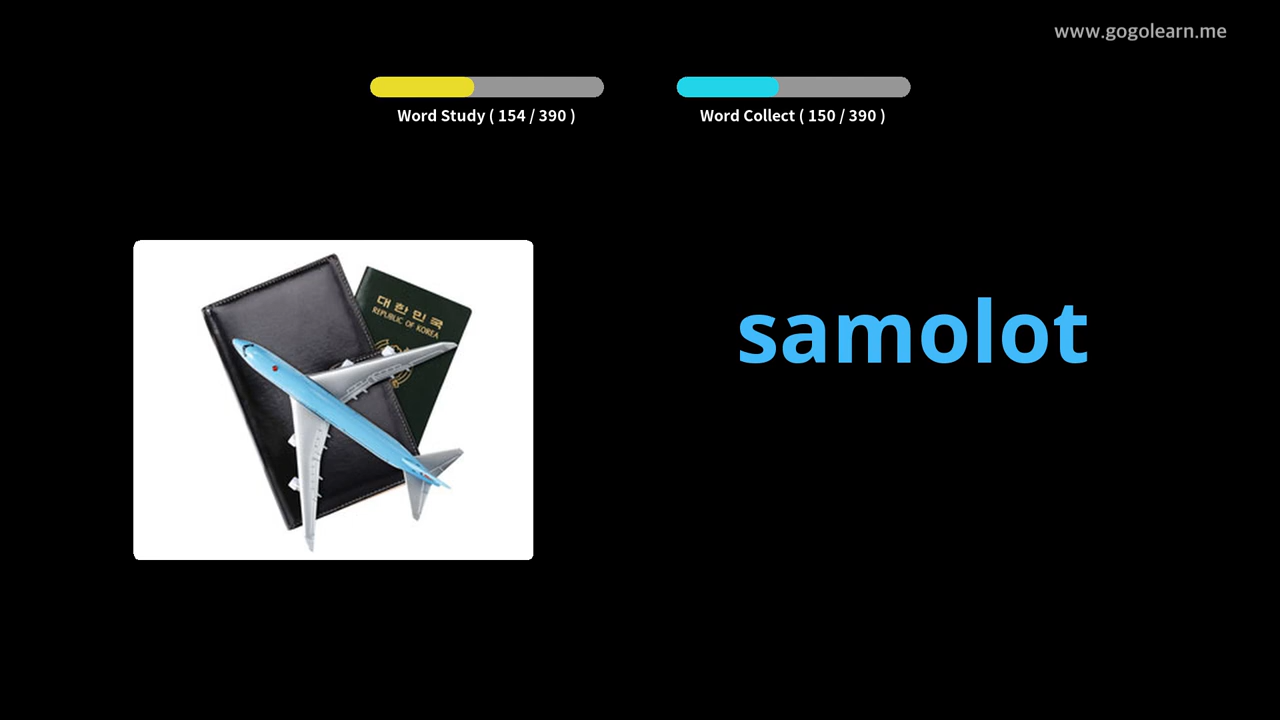 www.gogolearn.me
Word Study ( 154 / 390 )
Word Collect ( 150 / 390 )
대한민국
REPUBLIC OF KOREA
samolot